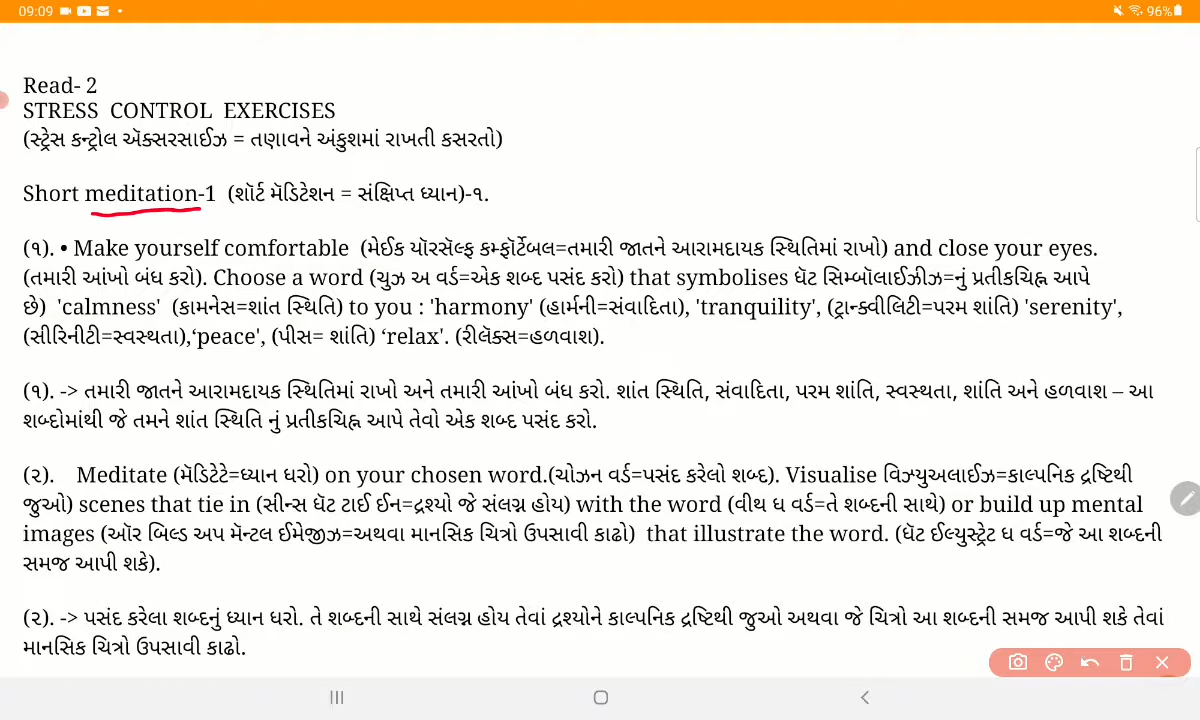 09:09
96%
Read- 2
STRESS CONTROL EXERCISES
(સ્ટ્રેસ કન્ટ્રોલ ઍક્સરસાઈઝ = તણાવને અંકુશમાં રાખતી કસરતો)
Short meditation-1 (શૉર્ટ મૅડિટેશન = સંક્ષિપ્ત ધ્યાન)-૧.
(૧). • Make yourself comfortable (મેઈક યૉરસૅલ્ફ કમ્ફૉર્ટેબલ=તમારી જાતને આરામદાયક સ્થિતિમાં રાખો) and close your eyes.
(તમારી આંખો બંધ કરો). Choose a word (ચુઝ અ વર્ડ=એક શબ્દ પસંદ કરો) that symbolises ધૅટ સિમ્બૉલાઈઝીઝ=નું પ્રતીકચિહ્ન આપે
છે) 'calmness' (કામનેસ=શાંત સ્થિતિ) to you : 'harmony' (હાર્મની=સંવાદિતા), 'tranquility', (ટ્રાન્ક્વીલિટી=પરમ શાંતિ) 'serenity',
(સીરિનીટી=સ્વસ્થતા),‘peace', (પીસ= શાંતિ) ‘relax'. (રીલૅક્સ=હળવાશ).
(૧). -> તમારી જાતને આરામદાયક સ્થિતિમાં રાખો અને તમારી આંખો બંધ કરો. શાંત સ્થિતિ, સંવાદિતા, પરમ શાંતિ, સ્વસ્થતા, શાંતિ અને હળવાશ – આ
શબ્દોમાંથી જે તમને શાંત સ્થિતિ નું પ્રતીકચિહ્ન આપે તેવો એક શબ્દ પસંદ કરો.
(૨). Meditate (મૅડિટેટે=ધ્યાન ધરો) on your chosen word.(ચોઝન વર્ડ=પસંદ કરેલો શબ્દ). Visualise વિઝ્યુઅલાઈઝ=કાલ્પનિક દ્રષ્ટિથી
જુઓ) scenes that tie in (સીન્સ ધૅટ ટાઈ ઈન=દ્રશ્યો જે સંલગ્ન હોય) with the word (વીથ ધ વર્ડ=તે શબ્દની સાથે) or build up mental
images (ઑર બિલ્ડ અપ મૅન્ટલ ઈમેજીઝ=અથવા માનસિક ચિત્રો ઉપસાવી કાઢો) that illustrate the word. (ધૅટ ઈલ્યુસ્ટ્રેટ ધ વર્ડ=જે આ શબ્દની
સમજ આપી શકે).
(૨). -> પસંદ કરેલા શબ્દનું ધ્યાન ધરો. તે શબ્દની સાથે સંલગ્ન હોય તેવાં દ્રશ્યોને કાલ્પનિક દ્રષ્ટિથી જુઓ અથવા જે ચિત્રો આ શબ્દની સમજ આપી શકે તેવાં
માનસિક ચિત્રો ઉપસાવી કાઢો.